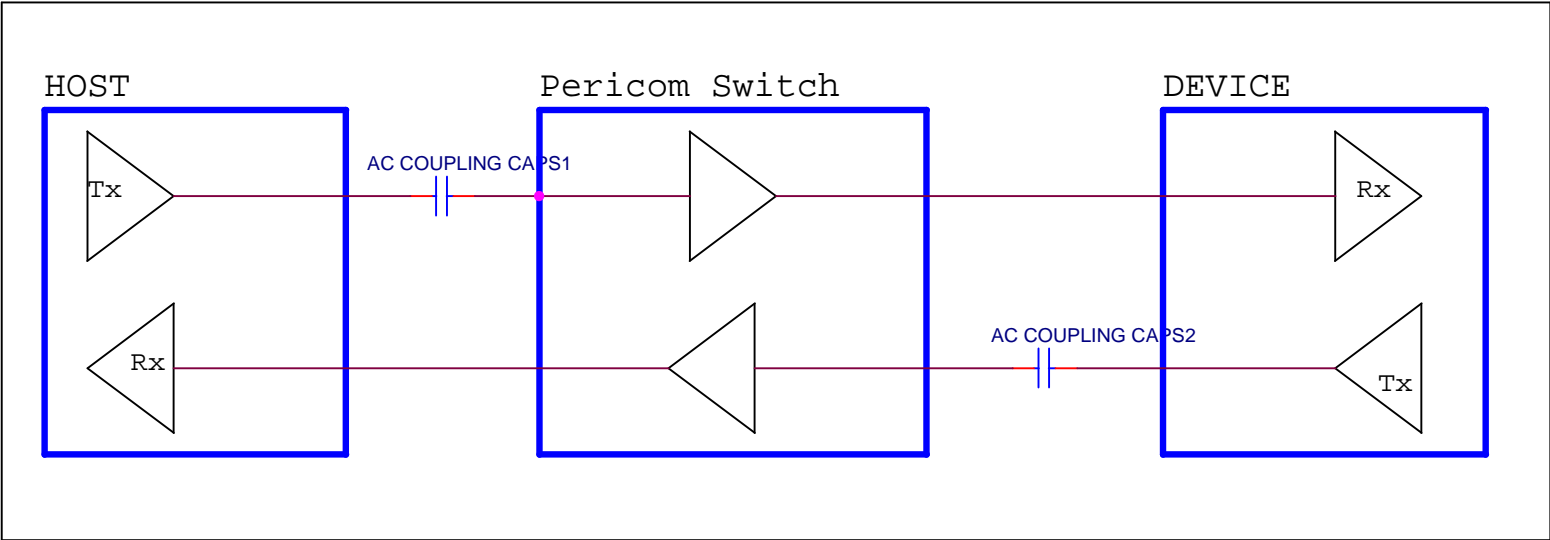 HOST
Pericom Switch
DEVICE
AC COUPLING CAPS1
Tx
Rx
AC COUPLING CAPS2
Rx
Tx